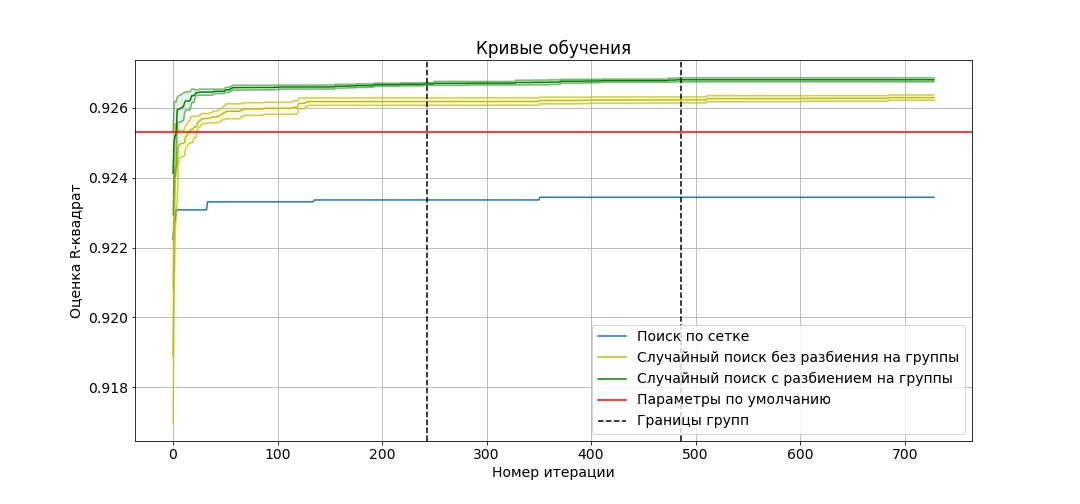 Кривые обучения
Оценка R-квадрат
0.926
0.924
0.922
0.920
0.918
0
100
200
300
400
500
600
700
Номер итерации
Поиск по сетке
Случайный поиск без разбиения на группы
Случайный поиск с разбиением на группы
Параметры по умолчанию
Границы групп